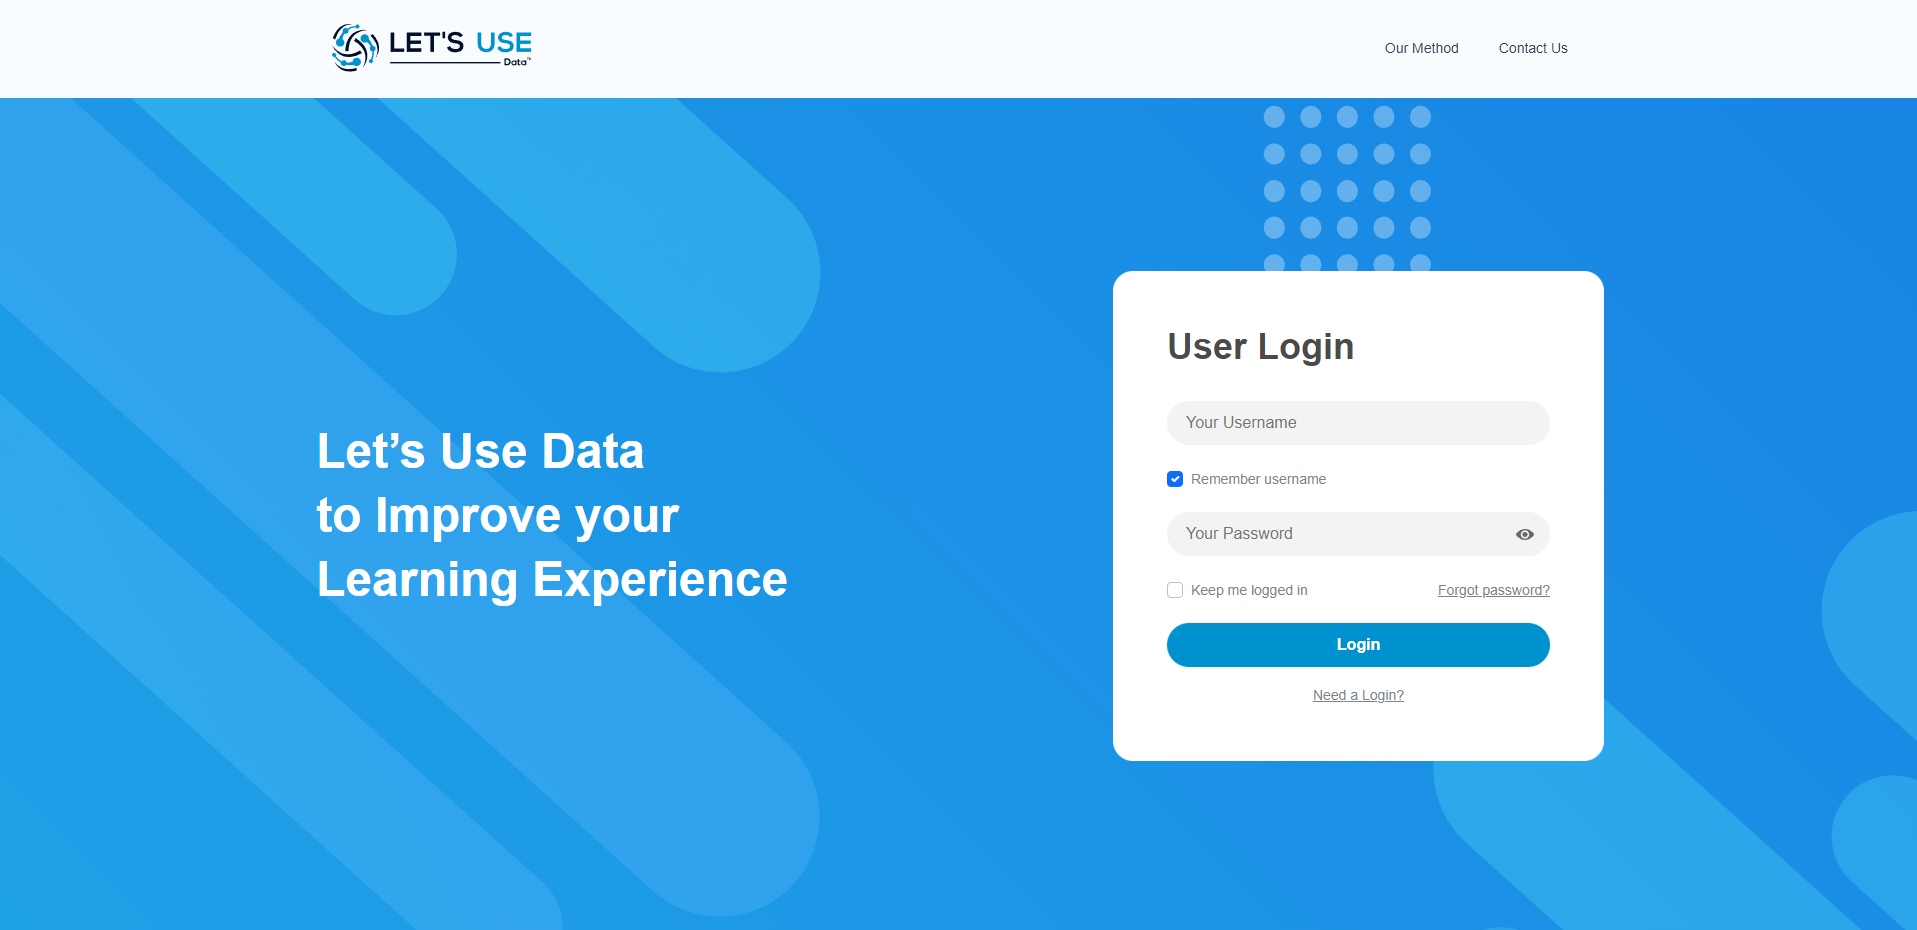 LET'S USE
Data™
Our Method
Contact Us
Let’s Use Data
to Improve your
Learning Experience
User Login
Your Username
Remember username
Your Password
Keep me logged in
Forgot password?
Login
Need a Login?